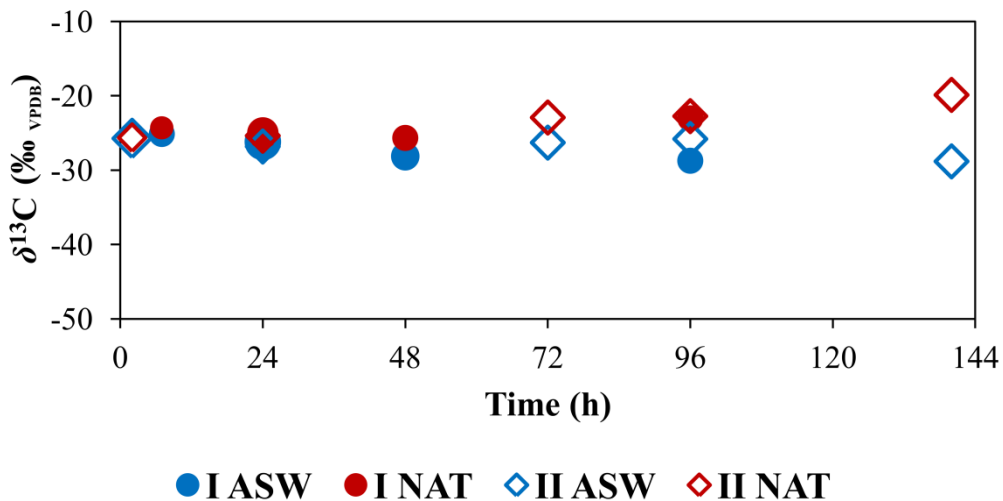 -10
-20
-30
-40
-50
δ13C (‰ VPDB)
0 24 48 72 96 120 144
Time (h)
I ASW I NAT II ASW II NAT